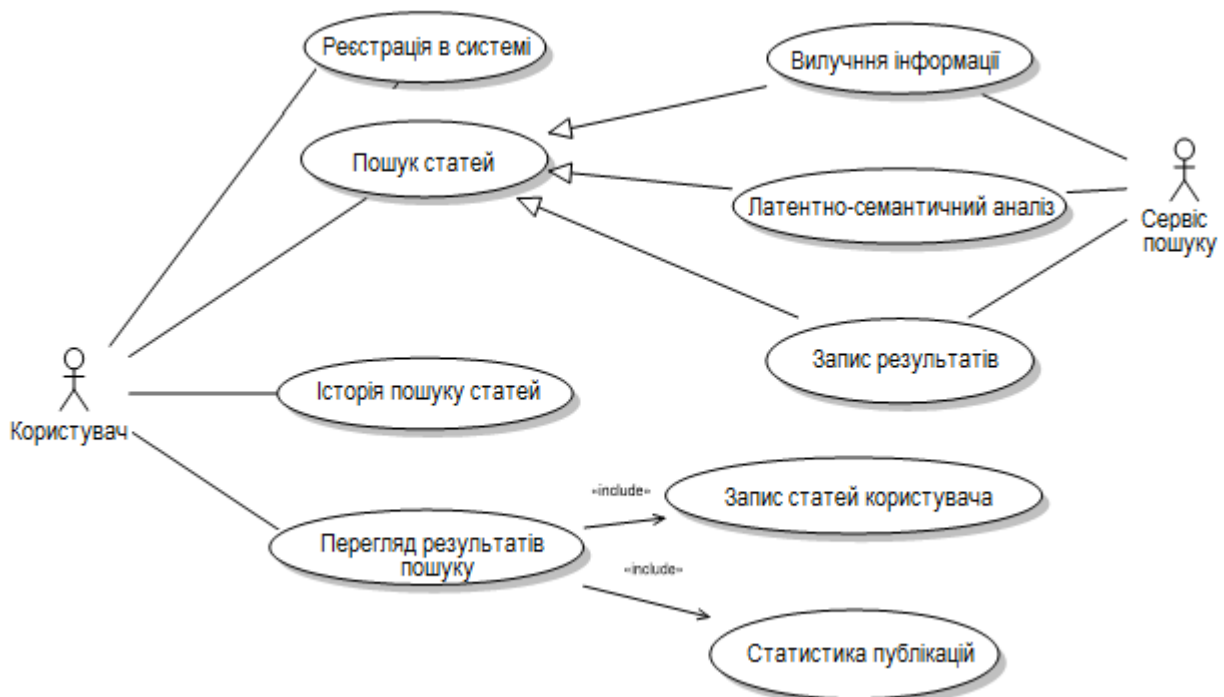 Реєстрація в системі
Вилучння інформації
Пошук статей
Латентно-семантичний аналіз
Сервіс
пошуку
Запис результатів
Історія пошуку статей
Користувач
«include»
Запис статей користувача
Перегляд результатів
пошуку
«include»
Статистика публікацій